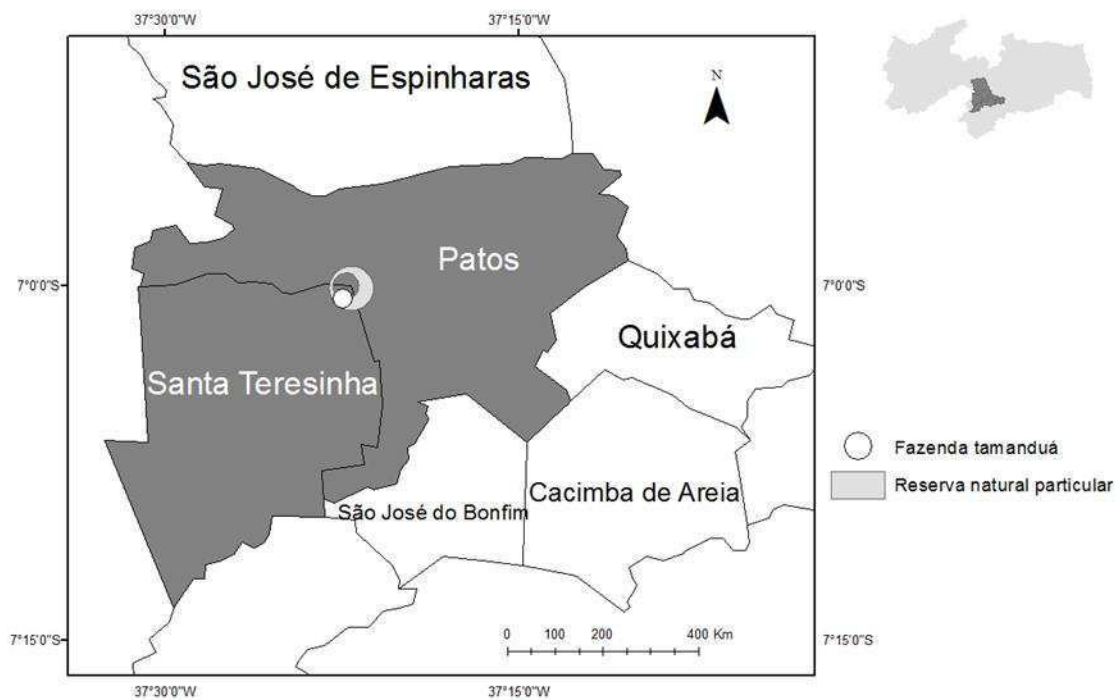 37°30'0"W 37°15'0"W
São José de Espinharas
N
Patos
7°0'0"S 7°0'0"S
Quixabá
Santa Teresinha
Fazenda tamanduá
Reserva natural particular
Cacimba de Areia
São José do Bonfim
0 100 200 400 Km
7°15'0"S 7°15'0"S
37°30'0"W 37°15'0"W